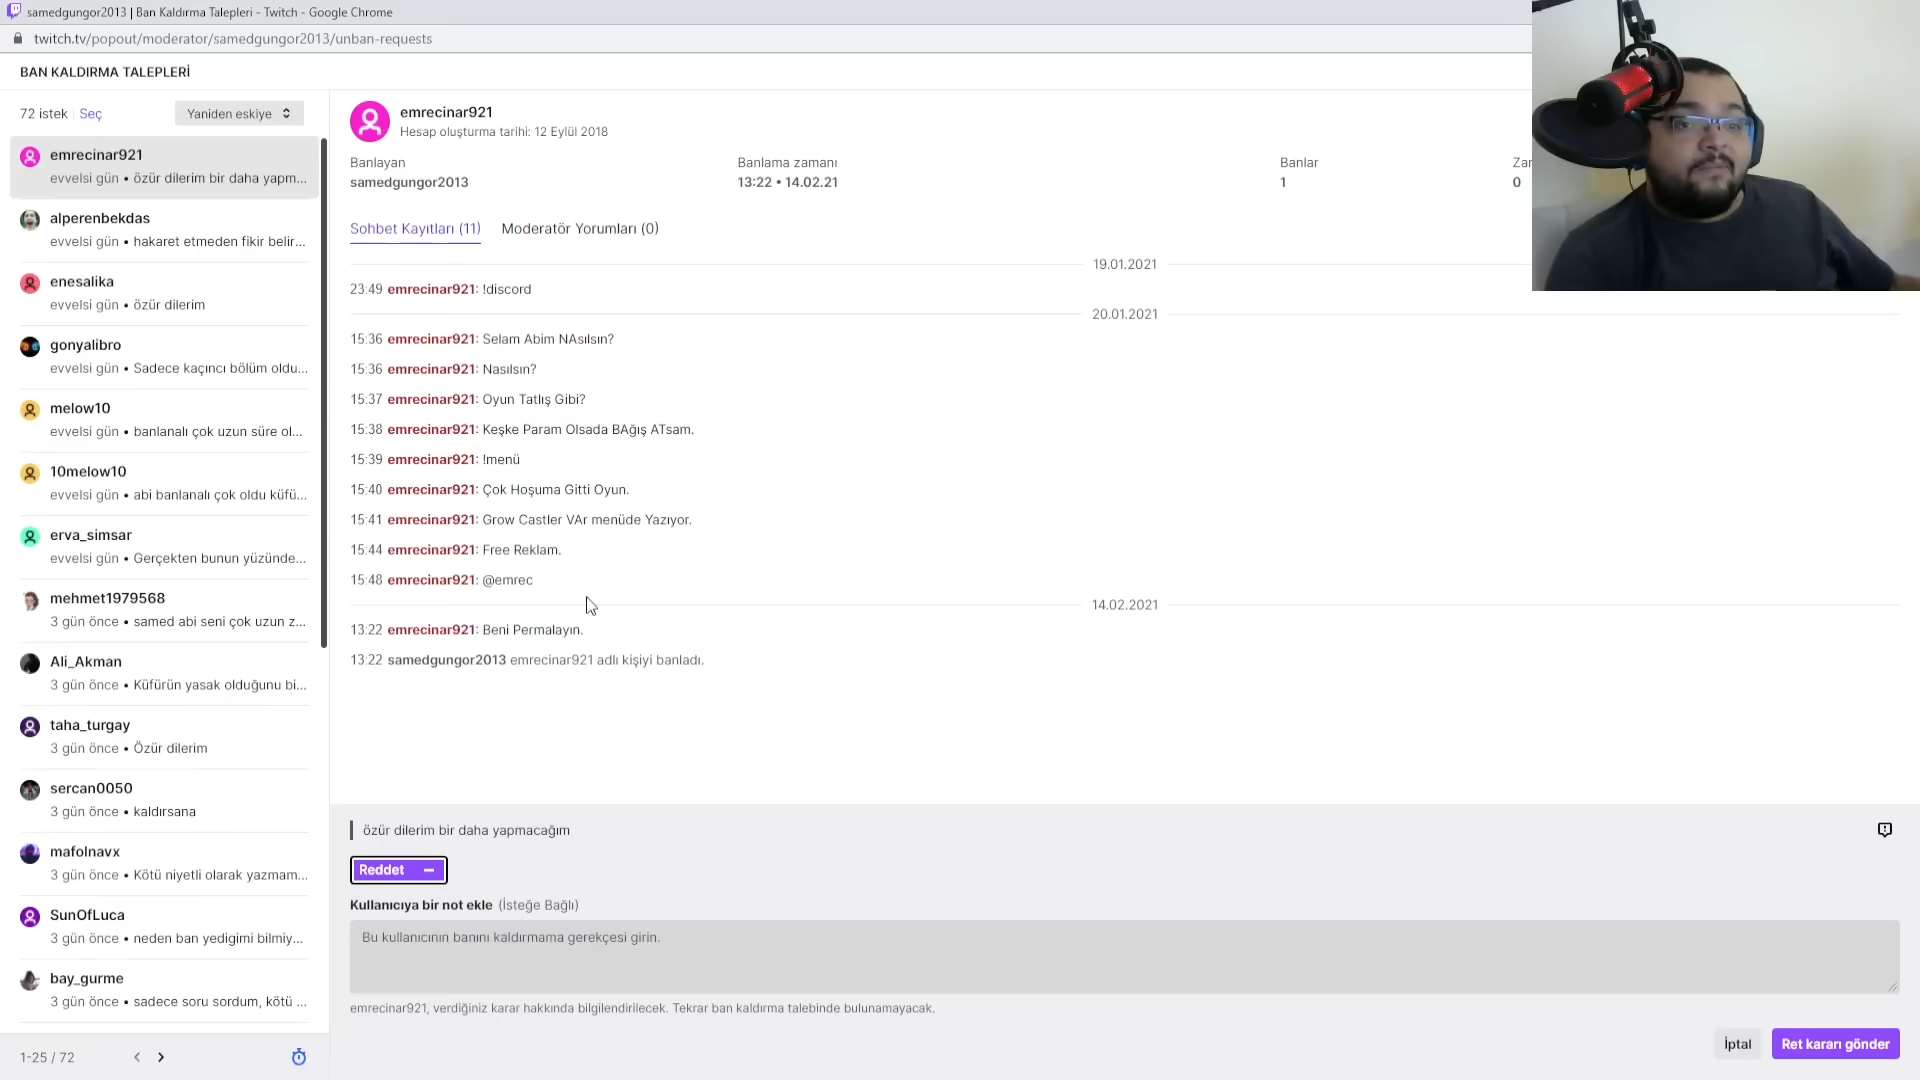 samedgungor2013 | Ban Kaldırma Talepleri - Twitch - Google Chrome
twitch.tv/popout/moderator/samedgungor2013/unban-requests
BAN KALDIRMA TALEPLERİ
72 istek Seç Yaniden eskiye
emrecinar921
evvelsi gün • özür dilerim bir daha yapm...
alperenbekdas
evvelsi gün • hakaret etmeden fikir belir...
enesalika
evvelsi gün • özür dilerim
gonyalibro
evvelsi gün • Sadece kaçıncı bölüm oldu...
melow10
evvelsi gün • banlanalı çok uzun süre ol...
10melow10
evvelsi gün • abi banlanalı çok oldu küfü...
erva_simsar
evvelsi gün • Gerçekten bunun yüzünde...
mehmet1979568
3 gün önce • samed abi seni çok uzun z...
Ali_Akman
3 gün önce • Küfürün yasak olduğunu bi...
taha_turgay
3 gün önce • Özür dilerim
sercan0050
3 gün önce • kaldırsana
mafolnavx
3 gün önce • Kötü niyetli olarak yazmam...
SunOfLuca
3 gün önce • neden ban yedigimi bilmiy...
bay_gurme
3 gün önce • sadece soru sordum, kötü ...
1-25 / 72
emrecinar921
Hesap oluşturma tarihi: 12 Eylül 2018
Banlayan Banlama zamanı Banlar Zar
samedgungor2013 13:22 • 14.02.21 1 0
Sohbet Kayıtları (11) Moderatör Yorumları (0)
19.01.2021
23:49 emrecinar921: !discord
20.01.2021
15:36 emrecinar921: Selam Abim NAsılsın?
15:36 emrecinar921: Nasılsın?
15:37 emrecinar921: Oyun Tatlış Gibi?
15:38 emrecinar921: Keşke Param Olsada BAğış ATsam.
15:39 emrecinar921: !menü
15:40 emrecinar921: Çok Hoşuma Gitti Oyun.
15:41 emrecinar921: Grow Castler VAr menüde Yazıyor.
15:44 emrecinar921: Free Reklam.
15:48 emrecinar921: @emrec
14.02.2021
13:22 emrecinar921: Beni Permalayın.
13:22 samedgungor2013 emrecinar921 adlı kişiyi banladı.
özür dilerim bir daha yapmacağım
Reddet
Kullanıcıya bir not ekle (İsteğe Bağlı)
Bu kullanıcının banını kaldırmama gerekçesi girin.
emrecinar921, verdiğiniz karar hakkında bilgilendirilecek. Tekrar ban kaldırma talebinde bulunamayacak.
İptal Ret kararı gönder